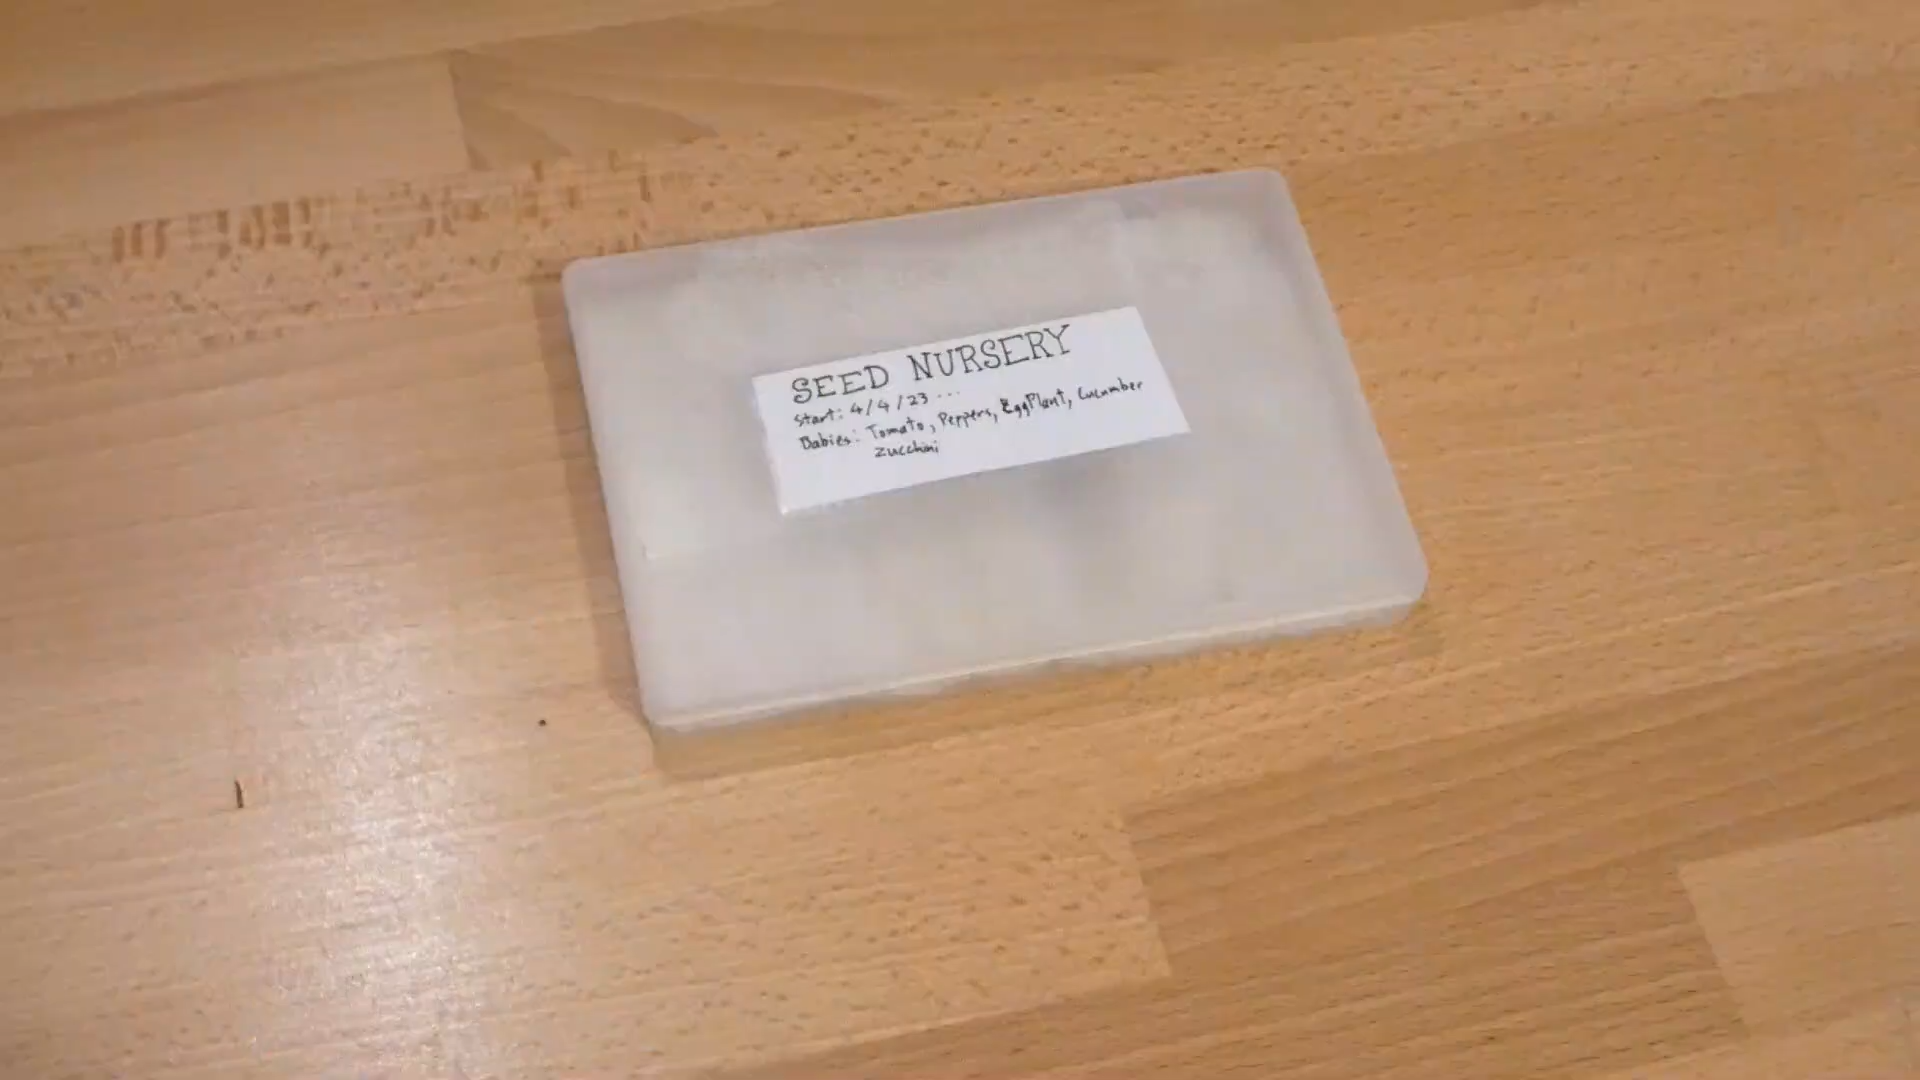 SEED NURSERY
Start: 4/4/23 ...
Babies: Tomato, Peppers, EggPlant, Cucumber
Zucchini